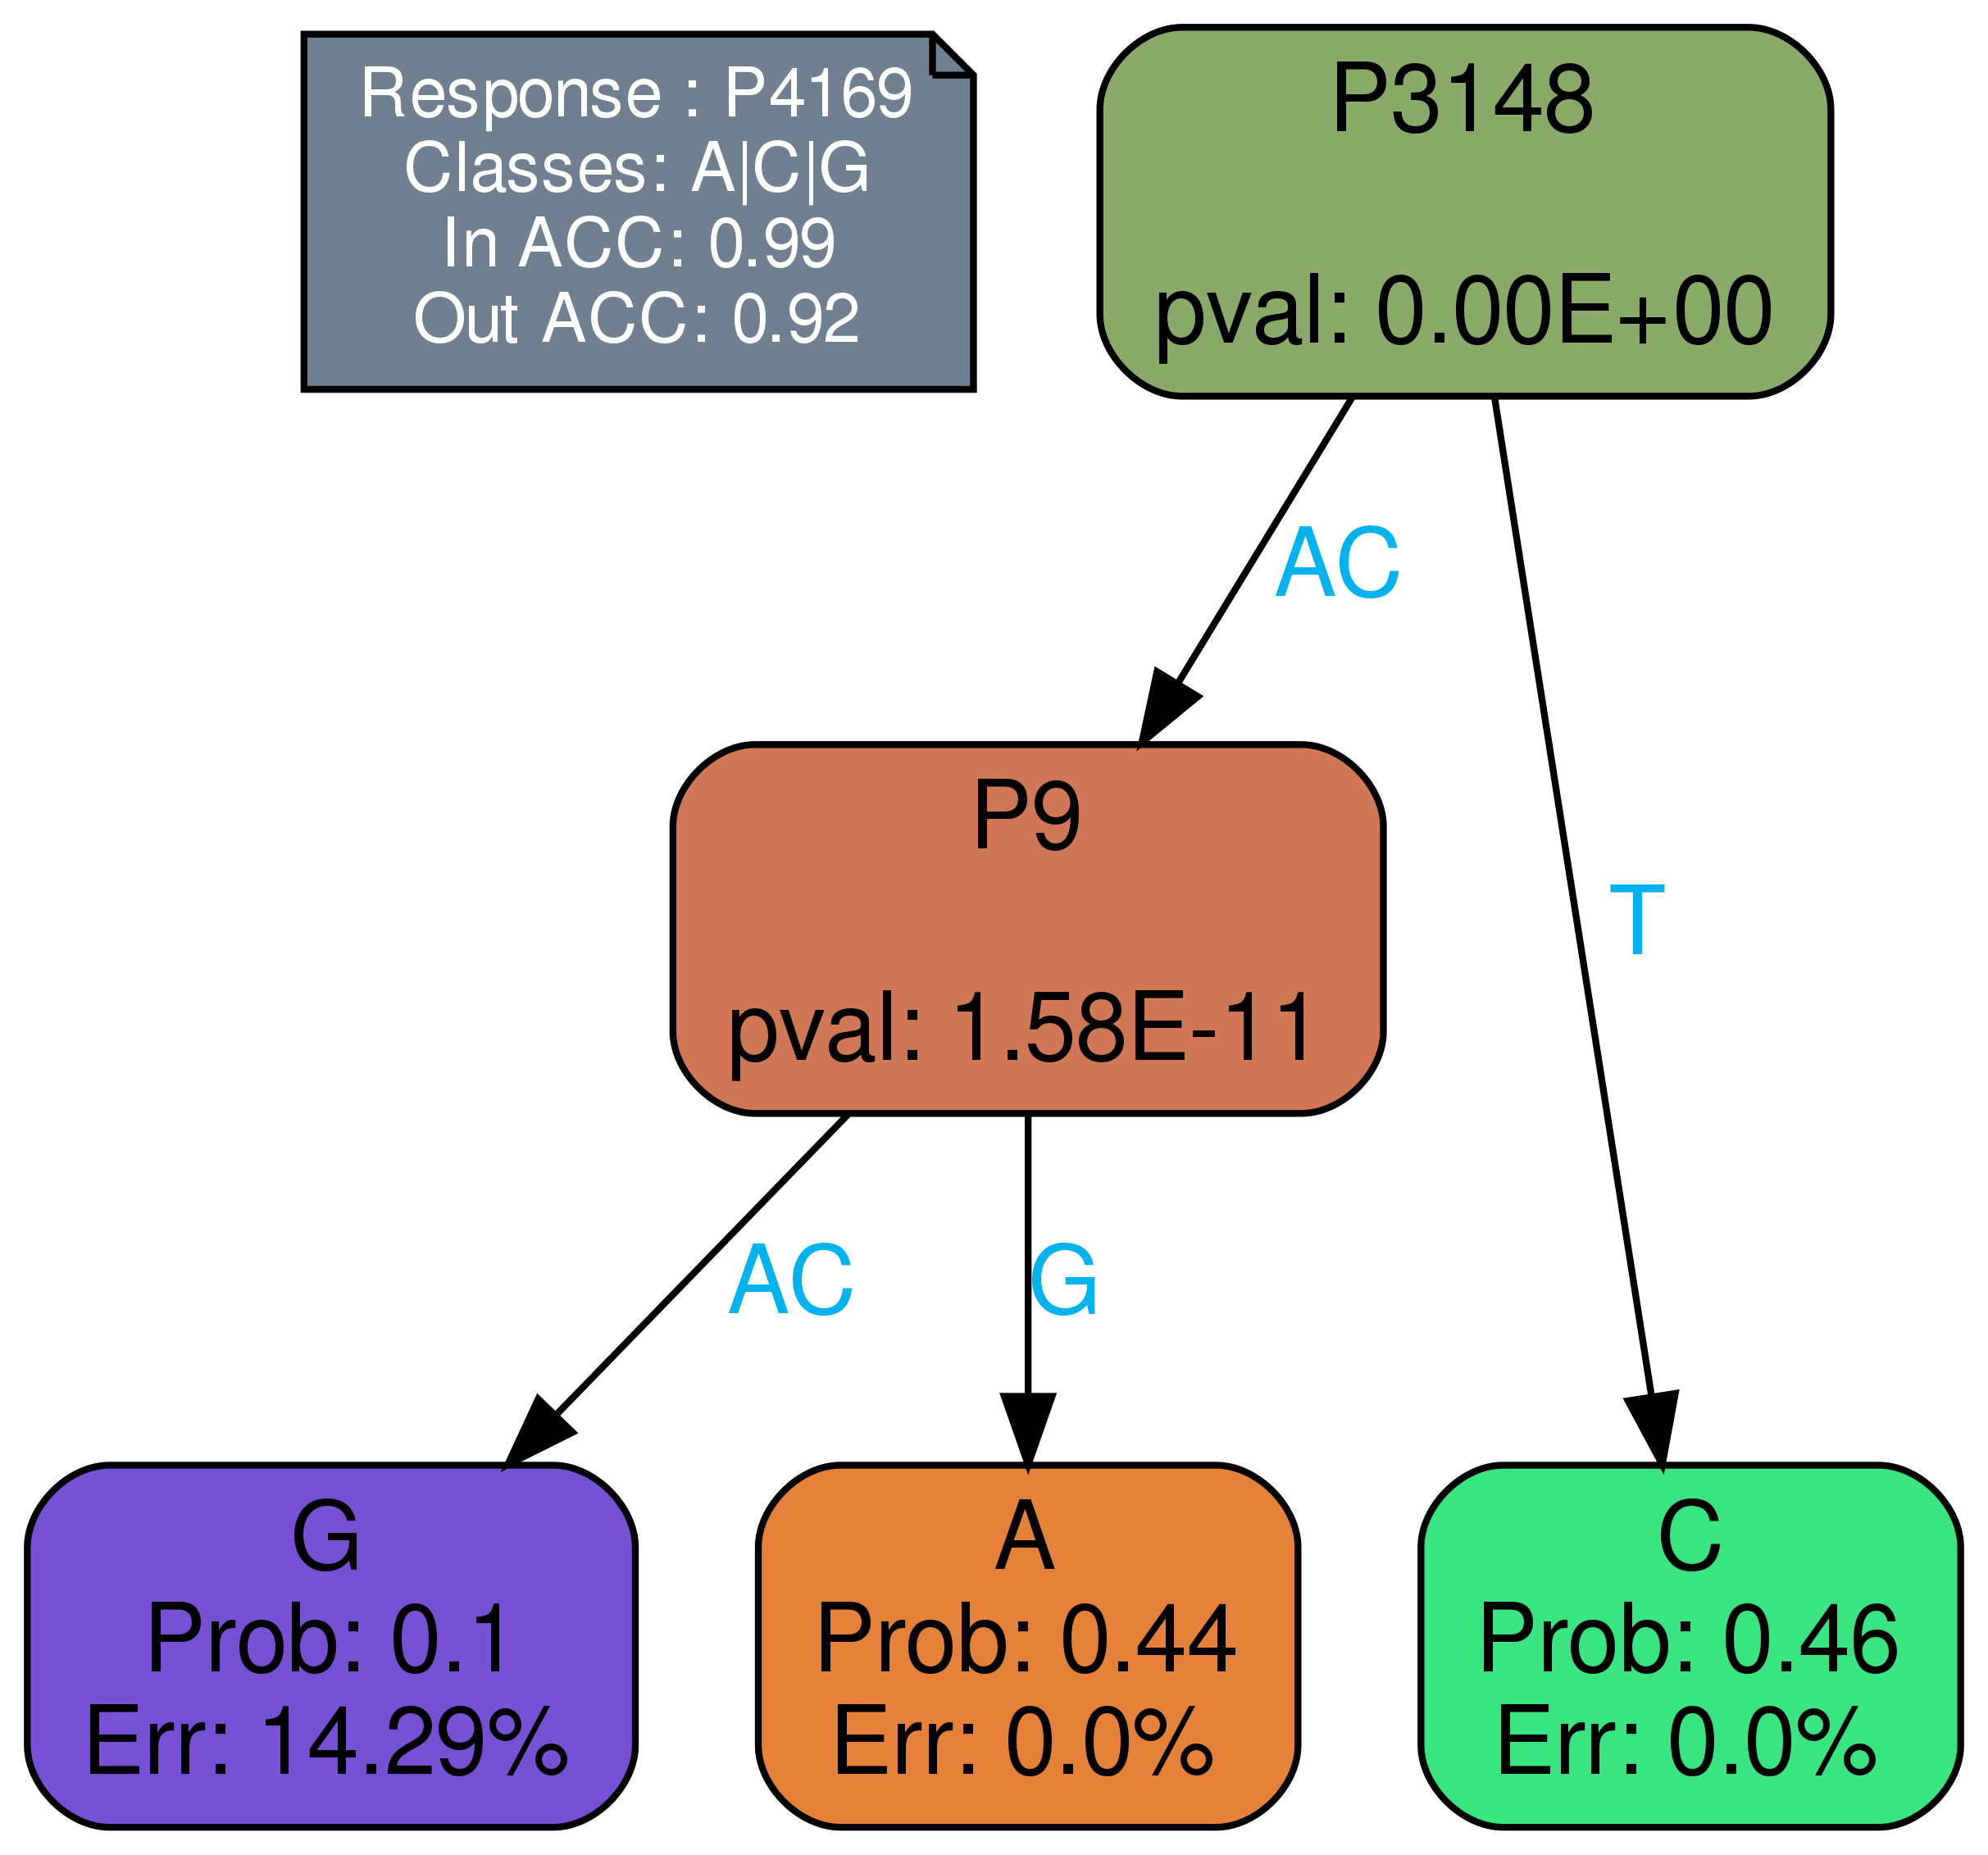 Response : P4169
Classes: A|C|G
In ACC: 0.99
Out ACC: 0.92
P3148
pval: 0.00E+00
AC
T
P9
pval: 1.58E-11
AC
G
G
Prob: 0.1
Err: 14.29%
A
Prob: 0.44
Err: 0.0%
C
Prob: 0.46
Err: 0.0%